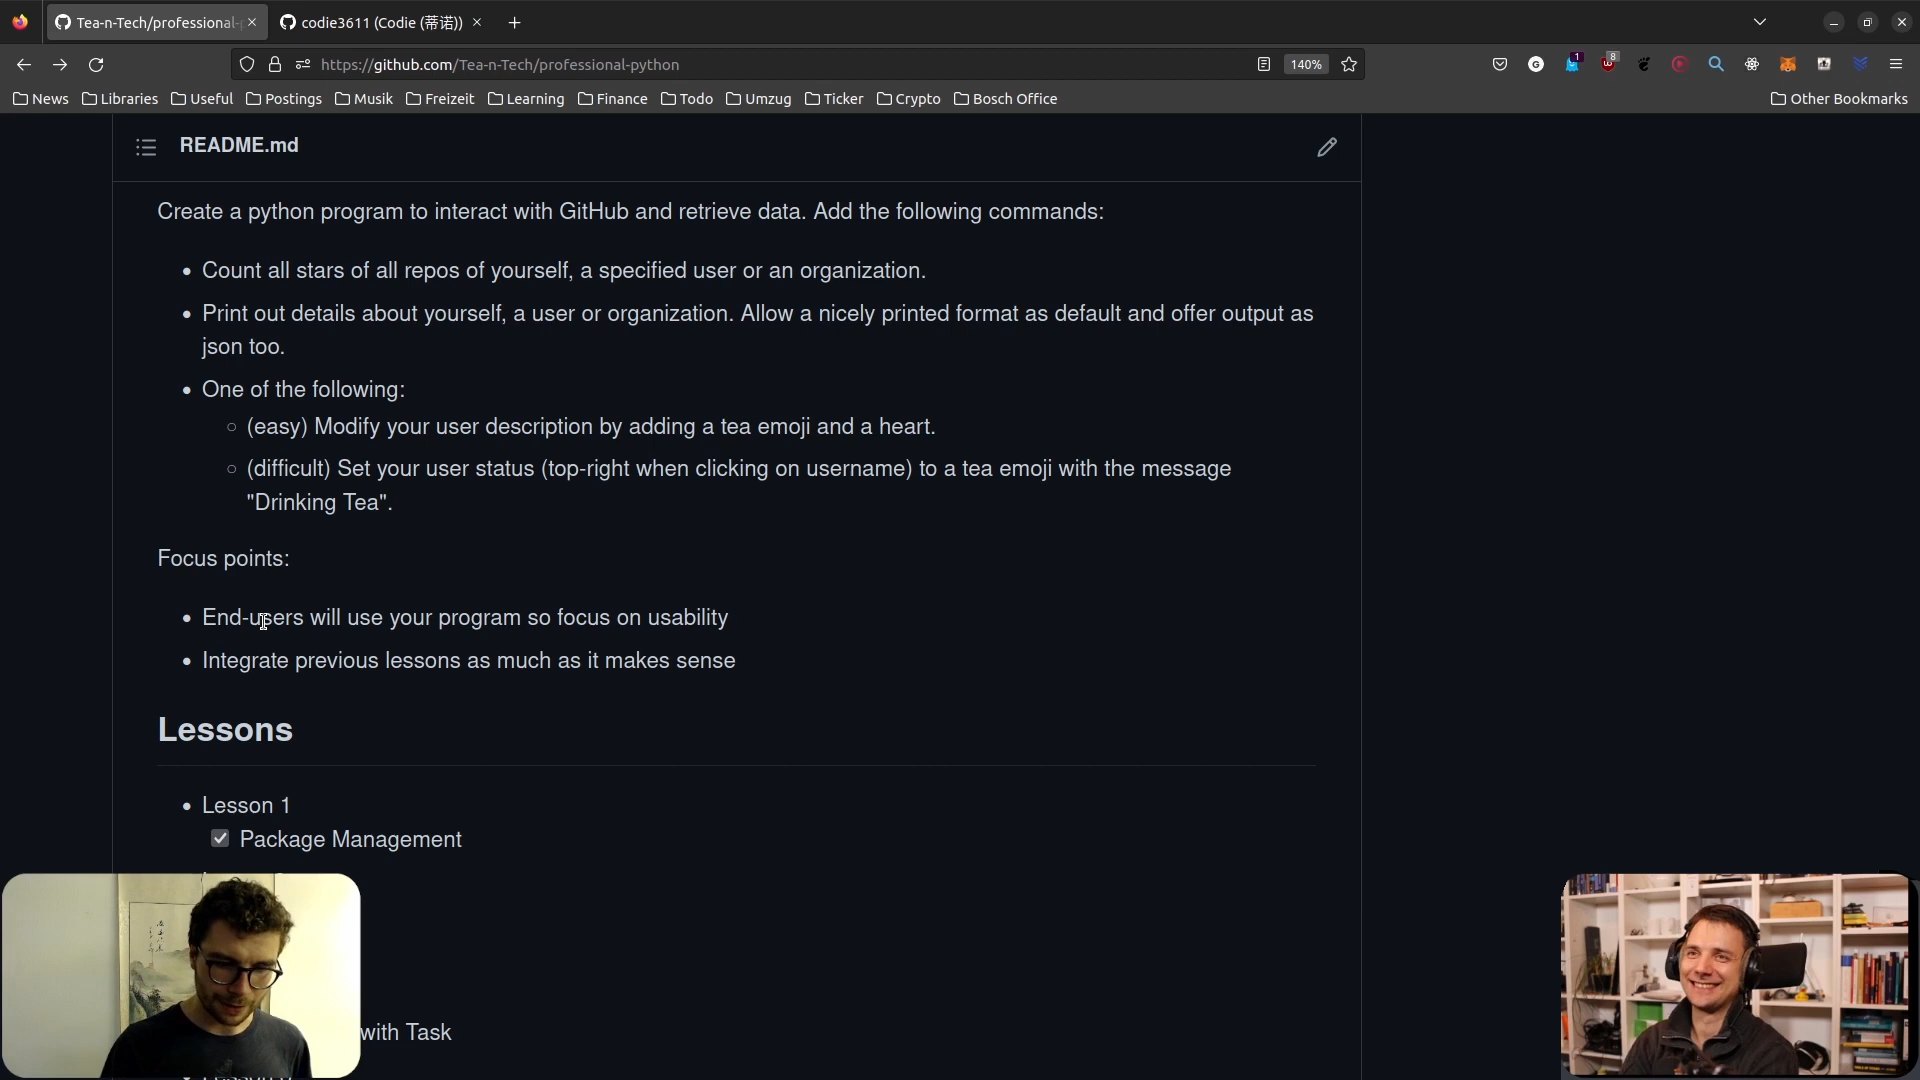 Tea-n-Tech/professional-
codie3611 (Codie (蒂诺))
https://github.com/Tea-n-Tech/professional-python
140%
1
8
News
Libraries
Useful
Postings
Musik
Freizeit
Learning
Finance
Todo
Umzug
Ticker
Crypto
Bosch Office
Other Bookmarks
README.md
Create a python program to interact with GitHub and retrieve data. Add the following commands:
Count all stars of all repos of yourself, a specified user or an organization.
Print out details about yourself, a user or organization. Allow a nicely printed format as default and offer output as
json too.
One of the following:
(easy) Modify your user description by adding a tea emoji and a heart.
(difficult) Set your user status (top-right when clicking on username) to a tea emoji with the message
"Drinking Tea".
Focus points:
End-users will use your program so focus on usability
Integrate previous lessons as much as it makes sense
Lessons
Lesson 1
Package Management
with Task